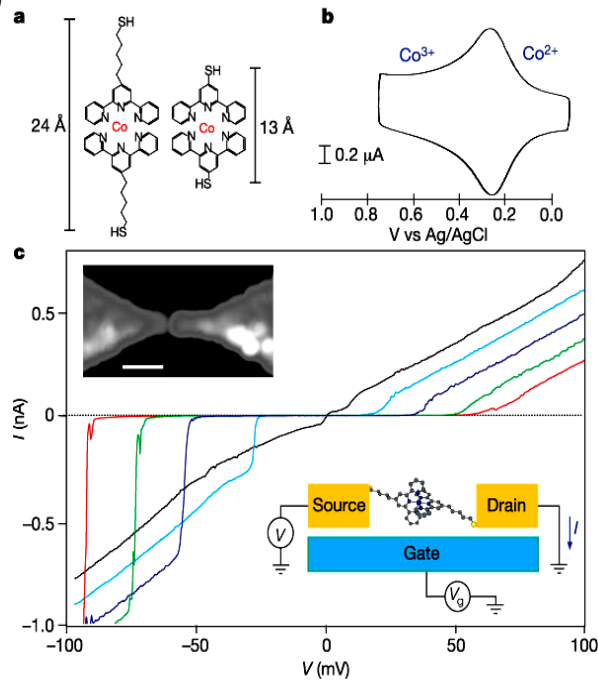 a
SH
SH
N
N N
N N
Co
Co
N N
N N
N
24 Å
13 Å
HS
HS
b
Co3+
Co2+
0.2 µA
1.0 0.8 0.6 0.4 0.2 0.0
V vs Ag/AgCl
c
I (nA)
0.5
0
−0.5
−1.0
Source
Drain
Gate
V
I
Vg
−100 −50 0 50 100
V (mV)